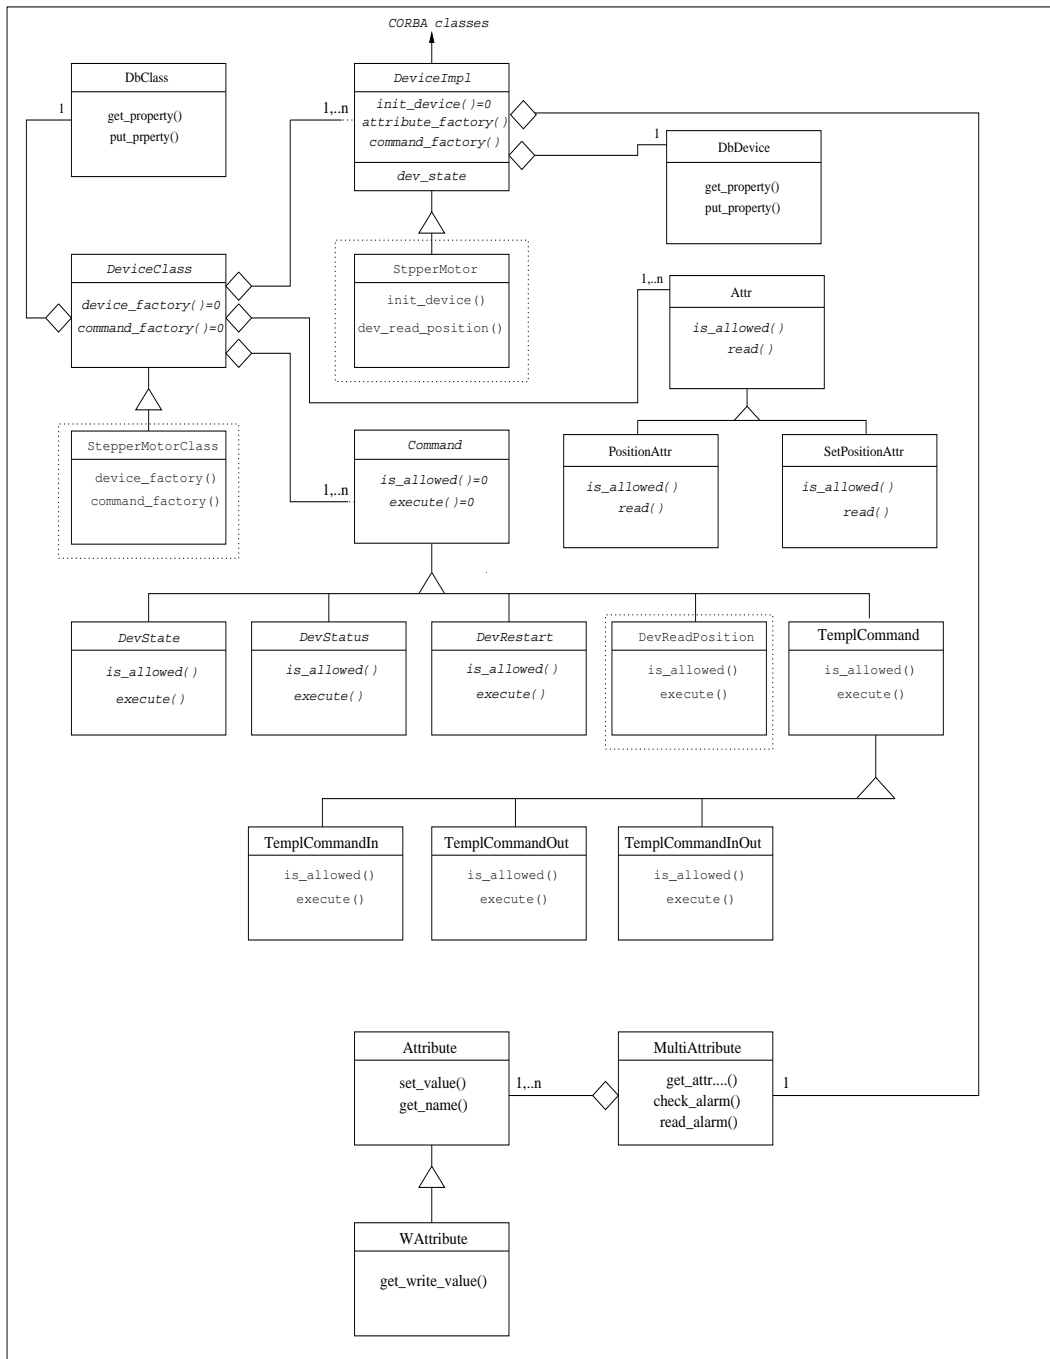 CORBA classes
DbClass
get_property()
put_prperty()
1
DeviceImpl
init_device()=0
attribute_factory()
command_factory()
dev_state
1,..n
1
DbDevice
get_property()
put_property()
DeviceClass
device_factory()=0
command_factory()=0
StpperMotor
init_device()
dev_read_position()
1,..n
Attr
is_allowed()
read()
StepperMotorClass
device_factory()
command_factory()
Command
is_allowed()=0
execute()=0
1,..n
PositionAttr
is_allowed()
read()
SetPositionAttr
is_allowed()
read()
DevState
is_allowed()
execute()
DevStatus
is_allowed()
execute()
DevRestart
is_allowed()
execute()
DevReadPosition
is_allowed()
execute()
TemplCommand
is_allowed()
execute()
TemplCommandIn
is_allowed()
execute()
TemplCommandOut
is_allowed()
execute()
TemplCommandInOut
is_allowed()
execute()
Attribute
set_value()
get_name()
1,..n
MultiAttribute
get_attr....()
check_alarm()
read_alarm()
1
WAttribute
get_write_value()